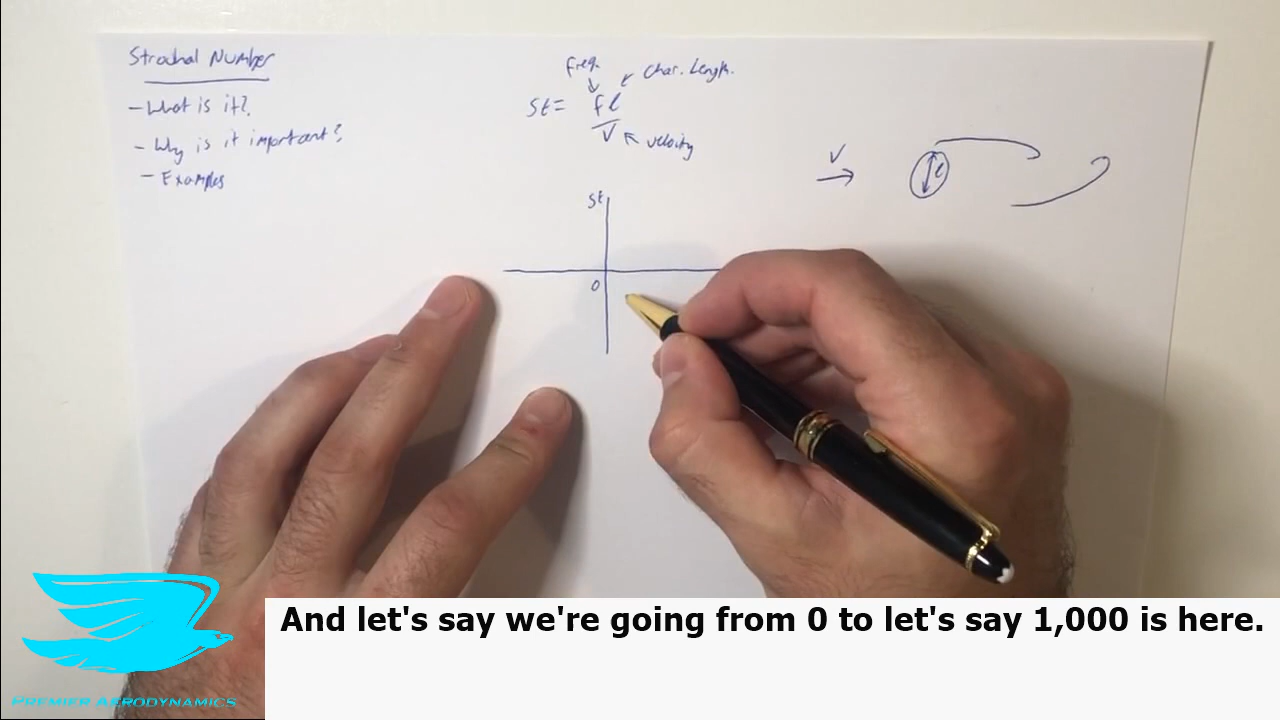 Strouhal Number
- What is it?
- Why is it important?
- Examples
freq.
char. Length.
St = fl
V
velocity
V
l
St
0
And let's say we're going from 0 to let's say 1,000 is here.
PREMIER AERODYNAMICS